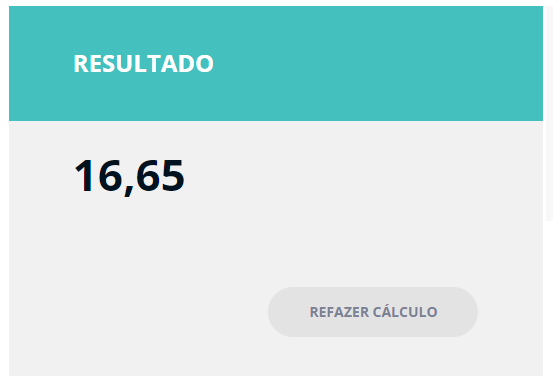 RESULTADO
16,65
REFAZER CÁLCULO